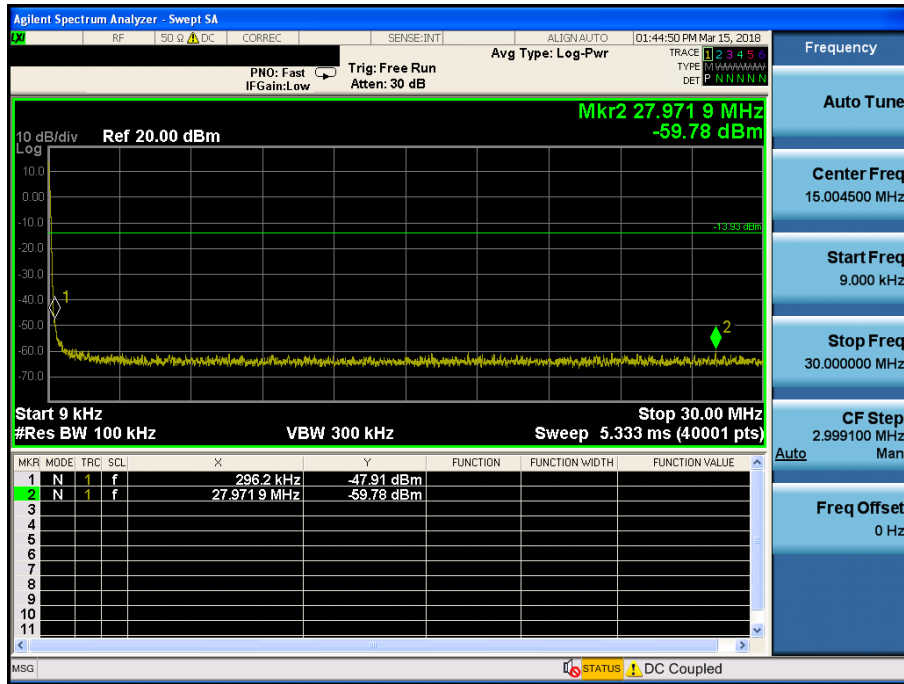 Agilent Spectrum Analyzer - Swept SA
LXI RF 50 Ω DC CORREC SENSE:INT ALIGN AUTO 01:44:50 PM Mar 15, 2018
Frequency
PNO: Fast Trig: Free Run Avg Type: Log-Pwr TRACE 1 2 3 4 5 6
IFGain:Low Atten: 30 dB TYPE MWWWWW
DET P N N N N N
Auto Tune
Mkr2 27.971 9 MHz
-59.78 dBm
10 dB/div Ref 20.00 dBm
Log
10.0
0.00
-10.0
-13.93 dBm
-20.0
-30.0
-40.0
-50.0
-60.0
-70.0
1
2
Start 9 kHz Stop 30.00 MHz
#Res BW 100 kHz VBW 300 kHz Sweep 5.333 ms (40001 pts)
Center Freq
15.004500 MHz
Start Freq
9.000 kHz
Stop Freq
30.000000 MHz
CF Step
2.999100 MHz
Auto Man
Freq Offset
0 Hz
MKR MODE TRC SCL X Y FUNCTION FUNCTION WIDTH FUNCTION VALUE
1 N 1 f 296.2 kHz -47.91 dBm
2 N 1 f 27.971 9 MHz -59.78 dBm
3
4
5
6
7
8
9
10
11
MSG STATUS DC Coupled